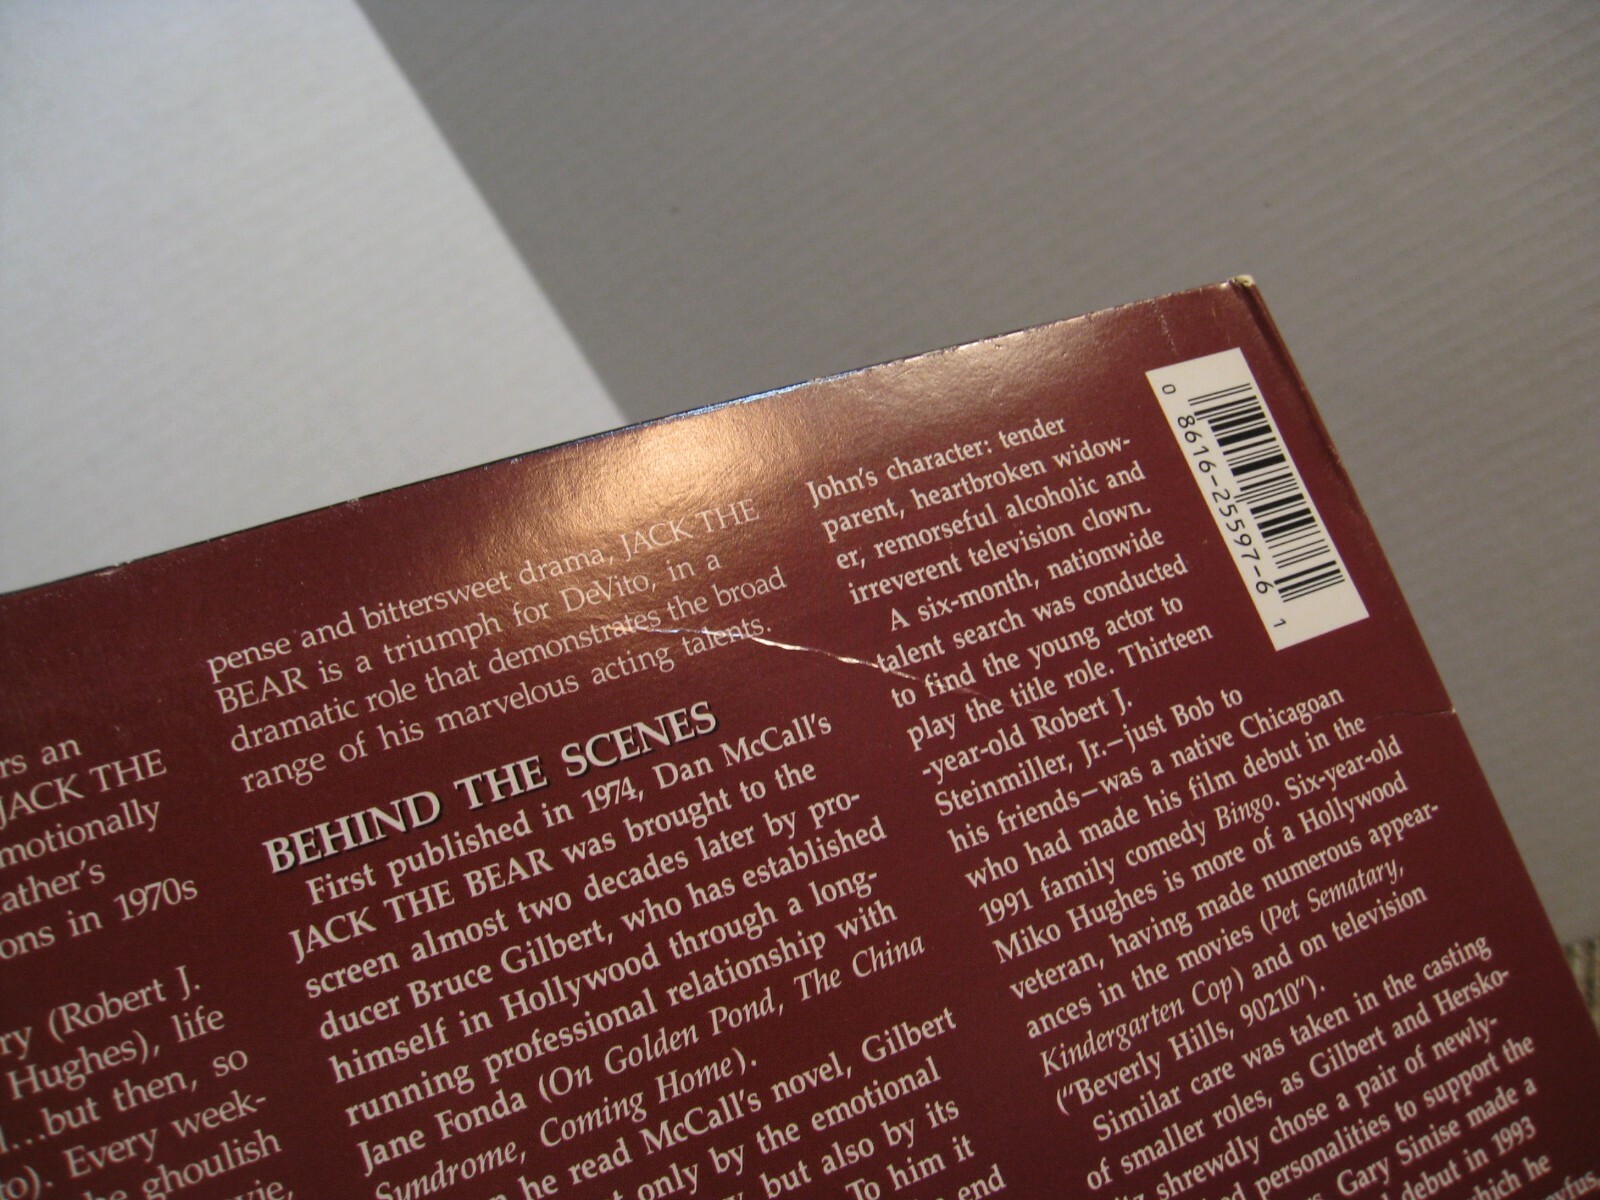 rs an
JACK THE
motionally
ather's
ons in 1970s
ry (Robert J.
Hughes), life
...but then, so
to). Every week-
he ghoulish
pense and bittersweet drama, JACK THE
BEAR is a triumph for DeVito, in a
dramatic role that demonstrates the broad
range of his marvelous acting talents.
BEHIND THE SCENES
First published in 1974, Dan McCall's
JACK THE BEAR was brought to the
screen almost two decades later by pro-
ducer Bruce Gilbert, who has established
himself in Hollywood through a long-
running professional relationship with
Jane Fonda (On Golden Pond, The China
Syndrome, Coming Home).
he read McCall's novel, Gilbert
only by the emotional
but also by its
To him it
end
John's character: tender
parent, heartbroken widow-
er, remorseful alcoholic and
irreverent television clown.
A six-month, nationwide
talent search was conducted
to find the young actor to
play the title role. Thirteen
-year-old Robert J.
Steinmiller, Jr.—just Bob to
his friends—was a native Chicagoan
who had made his film debut in the
1991 family comedy Bingo. Six-year-old
Miko Hughes is more of a Hollywood
veteran, having made numerous appear-
ances in the movies (Pet Sematary,
Kindergarten Cop) and on television
("Beverly Hills, 90210").
Similar care was taken in the casting
of smaller roles, as Gilbert and Hersko-
shrewdly chose a pair of newly-
personalities to support the
Gary Sinise made a
debut in 1993
which he
0 8616-25597-6 1